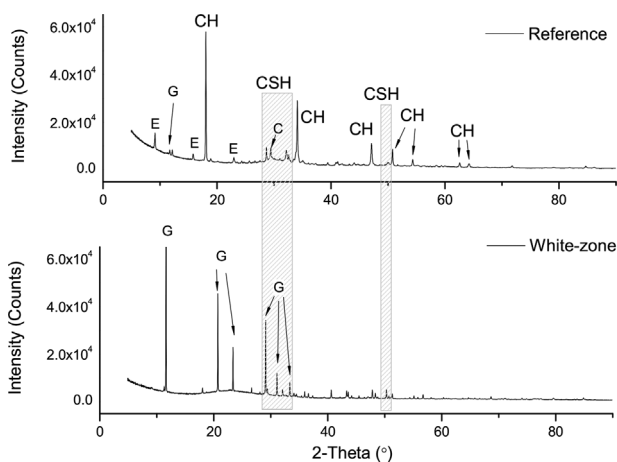 6.0x10⁴
4.0x10⁴
2.0x10⁴
0.0
Intensity (Counts)
CH
Reference
CSH
CSH
G
E
E
E
C
CH
CH
CH
CH
0
20
40
60
80
6.0x10⁴
4.0x10⁴
2.0x10⁴
0.0
Intensity (Counts)
G
G
G
White-zone
0
20
40
60
80
2-Theta (°)